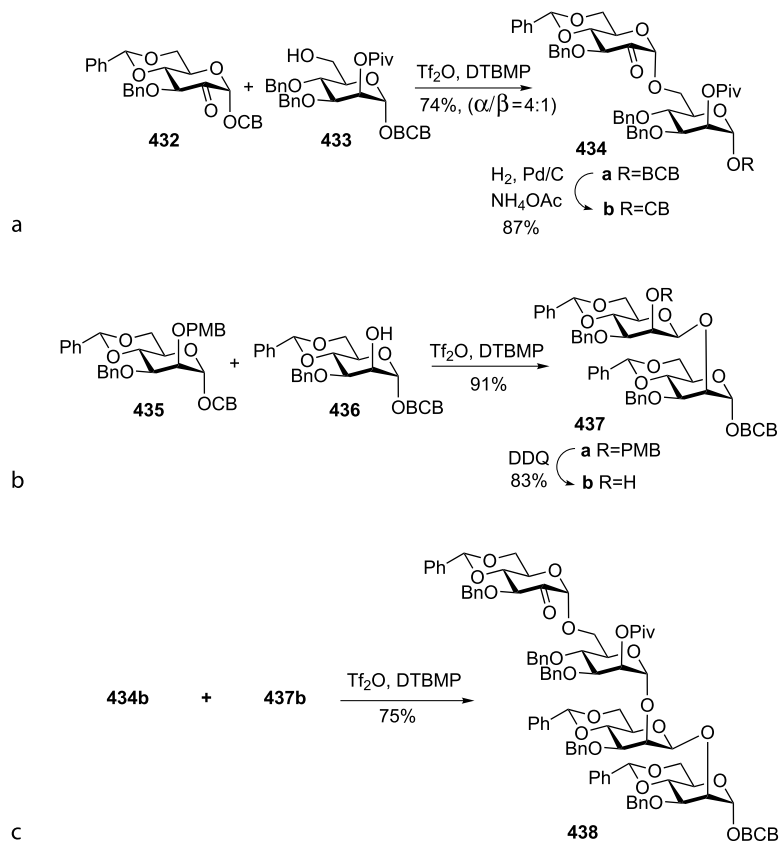 Ph O O O
BnO O
OCB
432
+
HO OPiv
BnO O
BnO
OBCB
433
Tf₂O, DTBMP
74%, (α/β=4:1)
Ph O O O
BnO O
O OPiv
BnO O
BnO
OR
434
H₂, Pd/C a R=BCB
NH₄OAc b R=CB
87%
a
Ph O O OPMB O
BnO
OCB
435
+
Ph O O OH O
BnO
OBCB
436
Tf₂O, DTBMP
91%
Ph O O OR O O
BnO
Ph O O O
BnO
OBCB
437
DDQ a R=PMB
83% b R=H
b
434b + 437b
Tf₂O, DTBMP
75%
Ph O O O
BnO O
O OPiv
BnO O
BnO
O
Ph O O O O
BnO
Ph O O O
BnO
OBCB
438
c